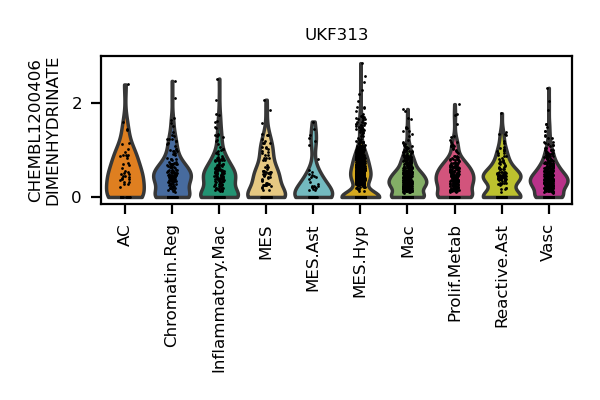 UKF313
CHEMBL1200406
DIMENHYDRINATE
2
0
AC
Chromatin.Reg
Inflammatory.Mac
MES
MES.Ast
MES.Hyp
Mac
Prolif.Metab
Reactive.Ast
Vasc